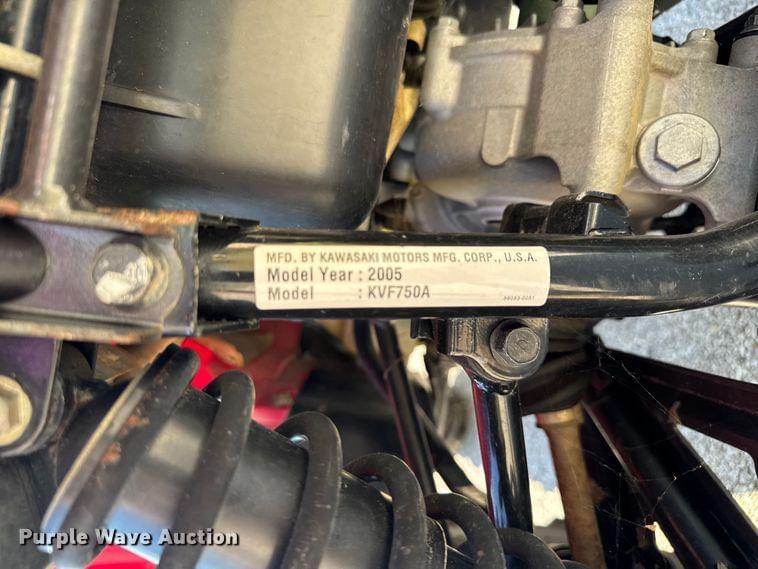 MFD. BY KAWASAKI MOTORS MFG. CORP., U.S.A.
Model Year : 2005
Model : KVF750A
Purple Wave Auction